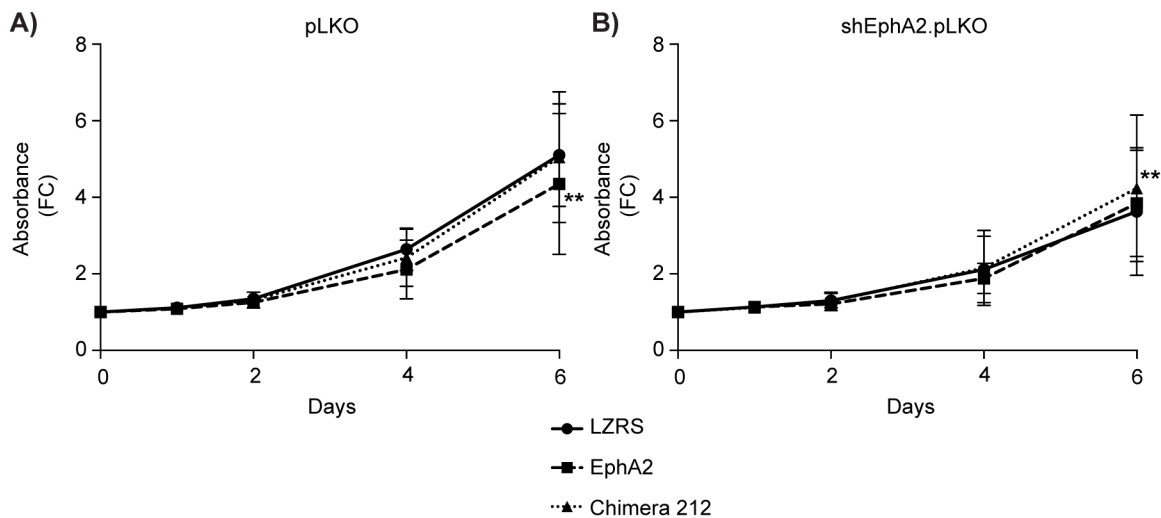 A)
pLKO
8
6
4
2
0
Absorbance
(FC)
**
0
2
4
6
Days
B)
shEphA2.pLKO
8
6
4
2
0
Absorbance
(FC)
**
0
2
4
6
Days
LZRS
EphA2
Chimera 212